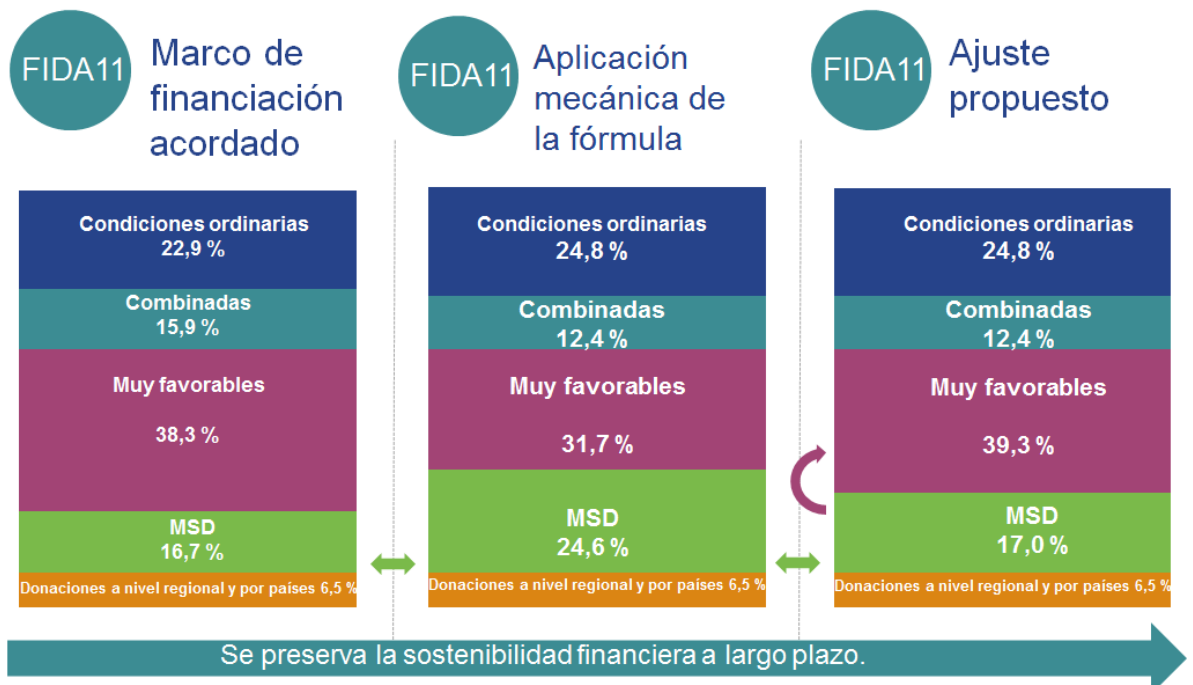 FIDA11
Marco de
financiación
acordado
Condiciones ordinarias
22,9 %
Combinadas
15,9 %
Muy favorables
38,3 %
MSD
16,7 %
Donaciones a nivel regional y por países 6,5 %
FIDA11
Aplicación
mecánica de
la fórmula
Condiciones ordinarias
24,8 %
Combinadas
12,4 %
Muy favorables
31,7 %
MSD
24,6 %
Donaciones a nivel regional y por países 6,5 %
FIDA11
Ajuste
propuesto
Condiciones ordinarias
24,8 %
Combinadas
12,4 %
Muy favorables
39,3 %
MSD
17,0 %
Donaciones a nivel regional y por países 6,5 %
Se preserva la sostenibilidad financiera a largo plazo.